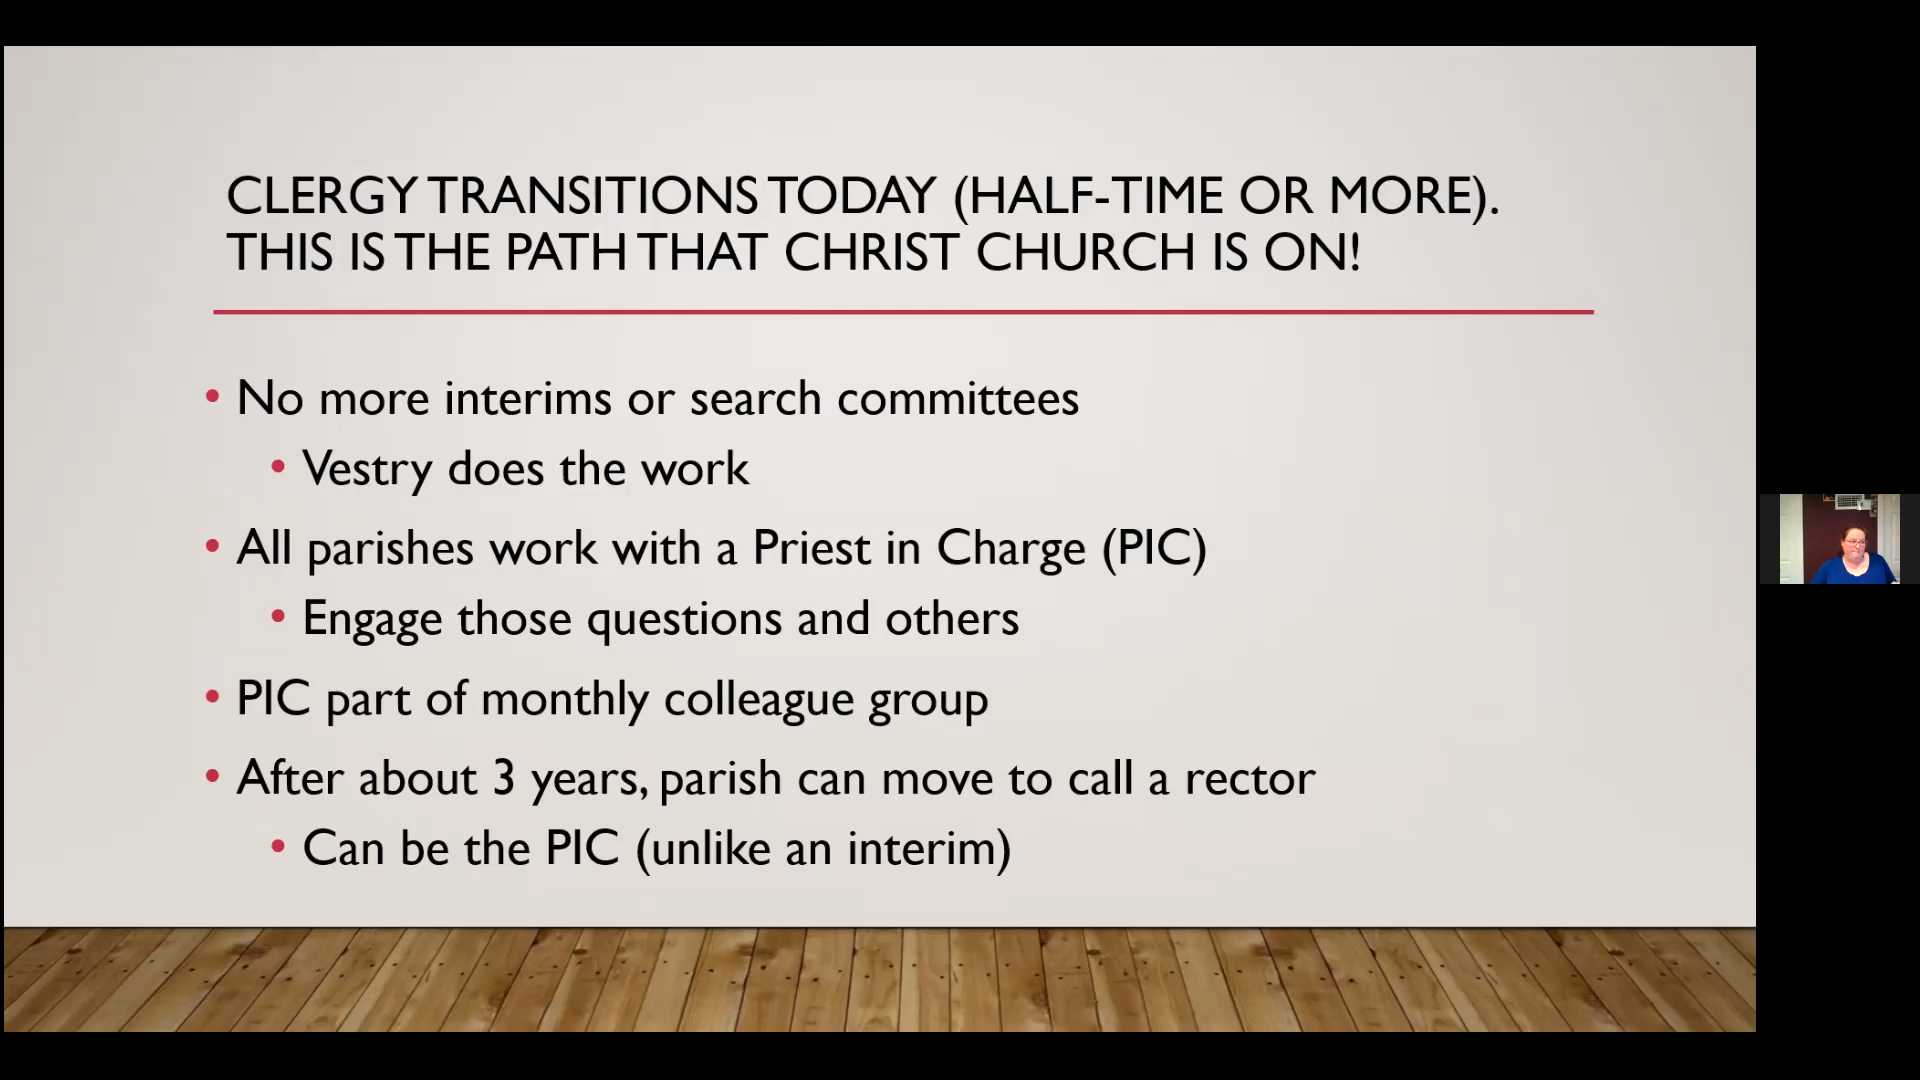 CLERGY TRANSITIONS TODAY (HALF-TIME OR MORE).
THIS IS THE PATH THAT CHRIST CHURCH IS ON!
• No more interims or search committees
• Vestry does the work
• All parishes work with a Priest in Charge (PIC)
• Engage those questions and others
• PIC part of monthly colleague group
• After about 3 years, parish can move to call a rector
• Can be the PIC (unlike an interim)